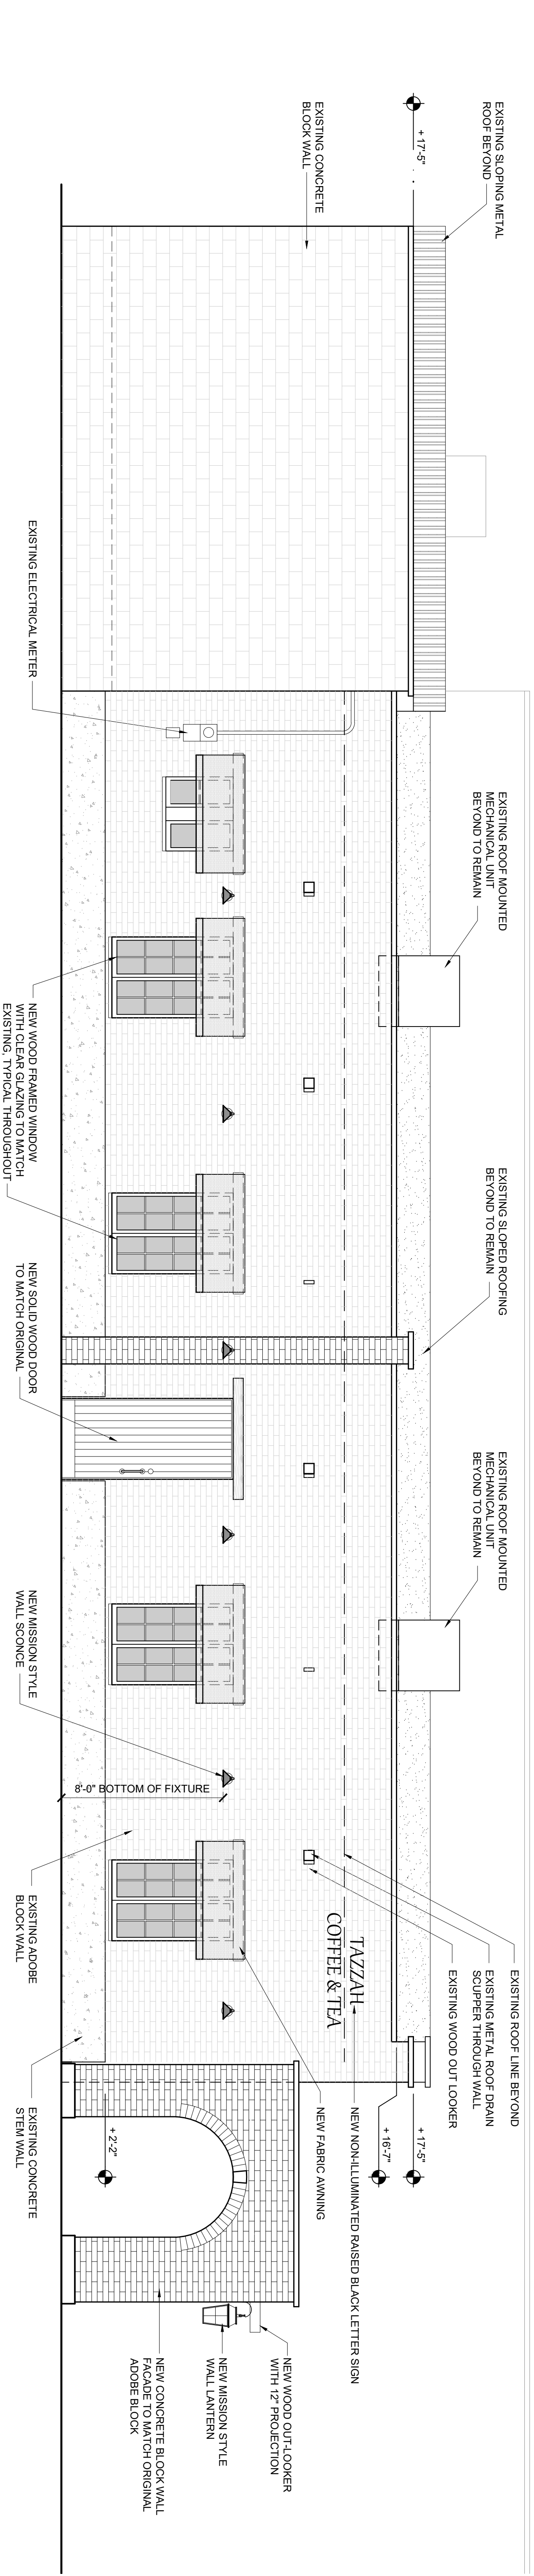 EXISTING SLOPING METAL
ROOF BEYOND
+ 17'-5"
EXISTING CONCRETE
BLOCK WALL
EXISTING ELECTRICAL METER
EXISTING ROOF MOUNTED
MECHANICAL UNIT
BEYOND TO REMAIN
NEW WOOD FRAMED WINDOW
WITH CLEAR GLAZING TO MATCH
EXISTING, TYPICAL THROUGHOUT
EXISTING SLOPED ROOFING
BEYOND TO REMAIN
NEW SOLID WOOD DOOR
TO MATCH ORIGINAL
EXISTING ROOF MOUNTED
MECHANICAL UNIT
BEYOND TO REMAIN
NEW MISSION STYLE
WALL SCONCE
8'-0" BOTTOM OF FIXTURE
EXISTING ADOBE
BLOCK WALL
TAZZAH
COFFEE & TEA
EXISTING ROOF LINE BEYOND
EXISTING METAL ROOF DRAIN
SCUPPER THROUGH WALL
EXISTING WOOD OUT LOOKER
+ 17'-5"
+ 16'-7"
NEW NON-ILLUMINATED RAISED BLACK LETTER SIGN
NEW FABRIC AWNING
+ 2'-2"
EXISTING CONCRETE
STEM WALL
NEW WOOD OUT-LOOKER
WITH 12" PROJECTION
NEW MISSION STYLE
WALL LANTERN
NEW CONCRETE BLOCK WALL
FACADE TO MATCH ORIGINAL
ADOBE BLOCK